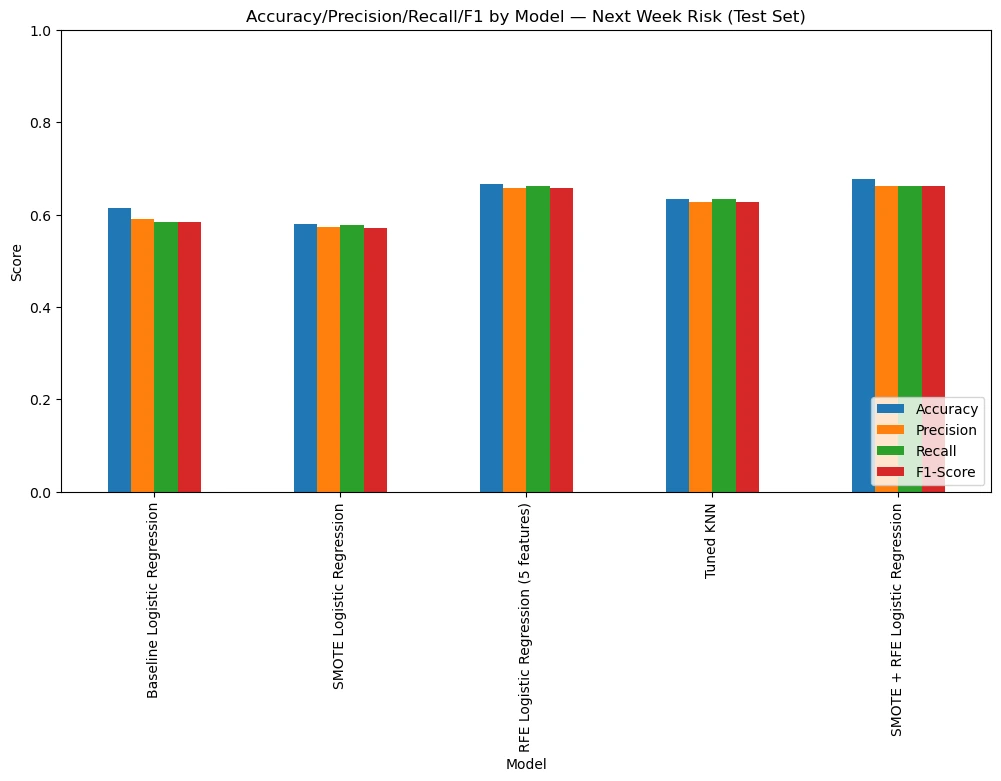 Accuracy/Precision/Recall/F1 by Model — Next Week Risk (Test Set)
Score
1.0
0.8
0.6
0.4
0.2
0.0
Accuracy
Precision
Recall
F1-Score
Baseline Logistic Regression
SMOTE Logistic Regression
RFE Logistic Regression (5 features)
Tuned KNN
SMOTE + RFE Logistic Regression
Model